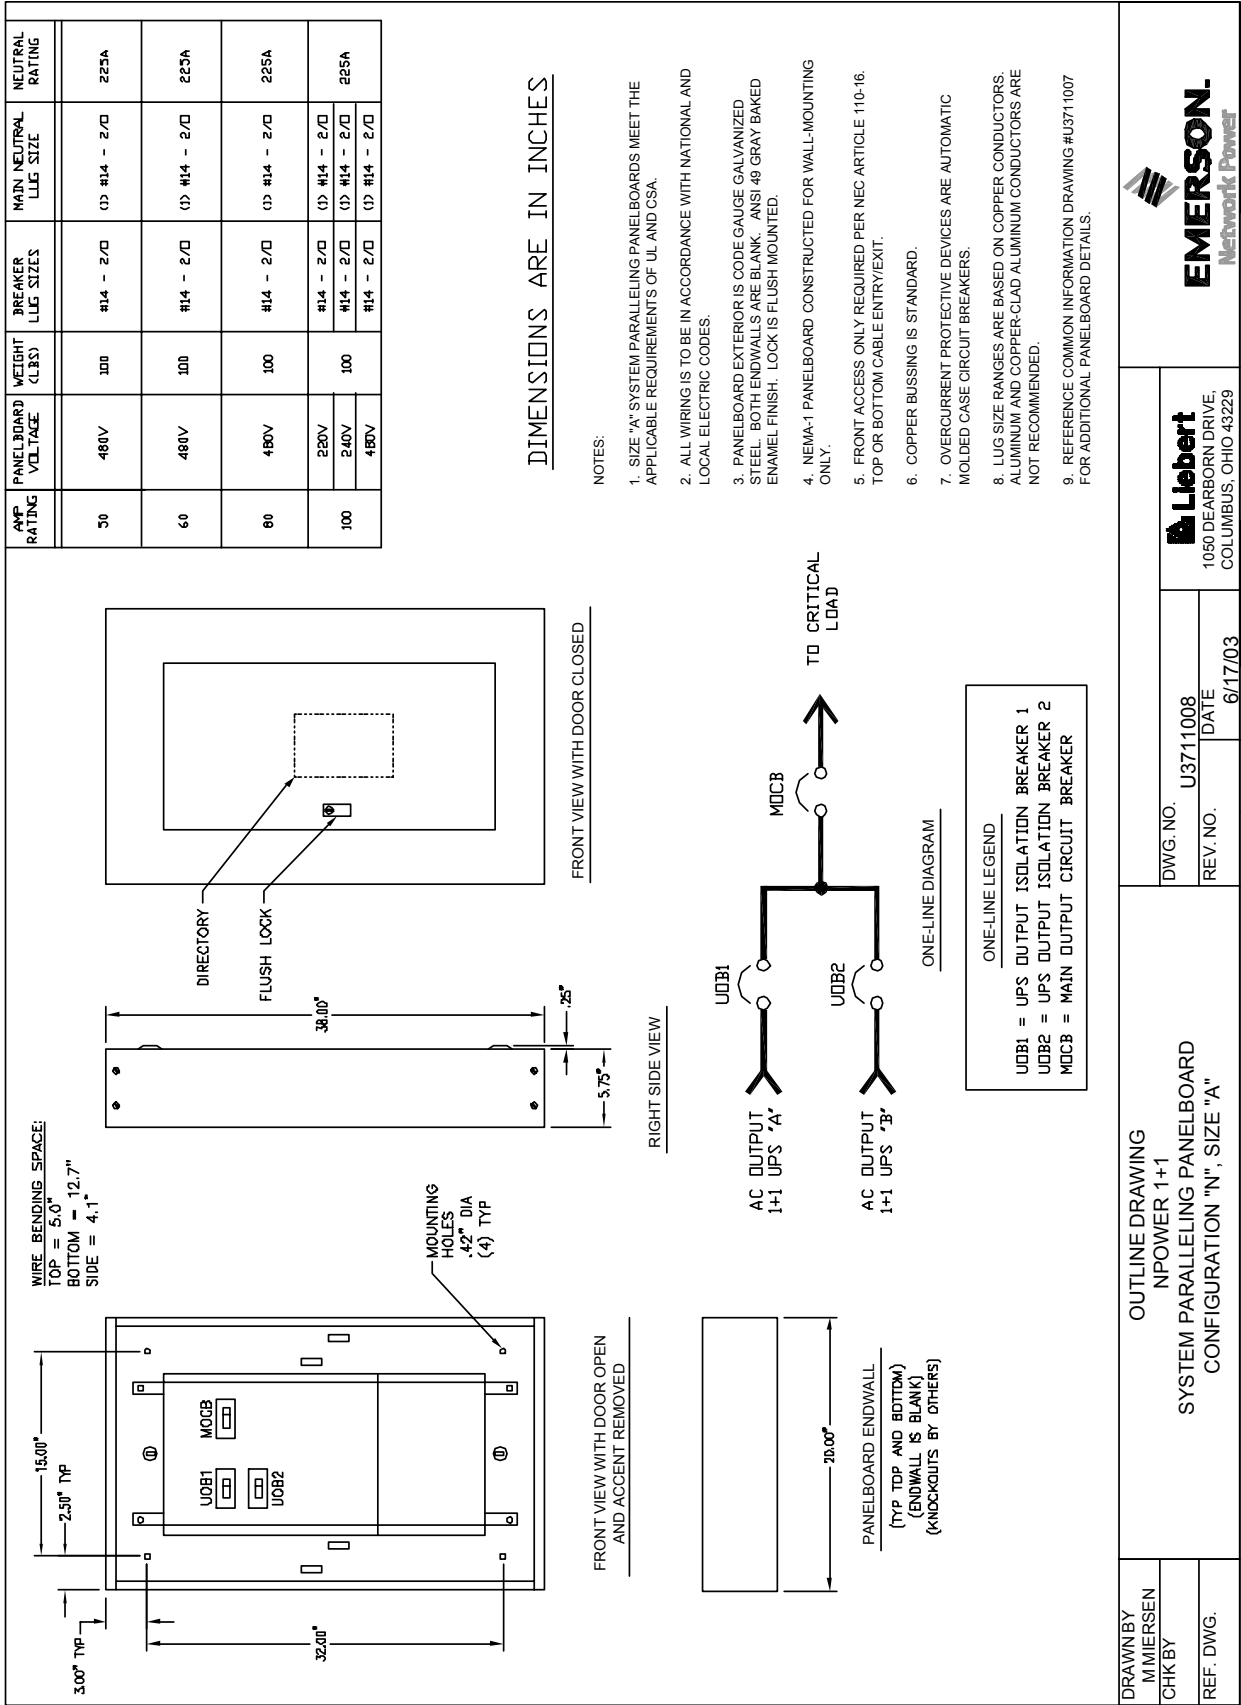 WIRE BENDING SPACE:
TOP = 5.0"
BOTTOM = 12.7"
SIDE = 4.1"
3.00" TYP
15.00"
2.50" TYP
32.00"
UOB1
MOCB
UOB2
MOUNTING
HOLES
.42" DIA
(4) TYP
FRONT VIEW WITH DOOR OPEN
AND ACCENT REMOVED
38.00"
.25"
5.75"
RIGHT SIDE VIEW
DIRECTORY
FLUSH LOCK
FRONT VIEW WITH DOOR CLOSED
AMP
RATING
PANELBOARD
VOLTAGE
WEIGHT
(LBS)
BREAKER
LUG SIZES
MAIN NEUTRAL
LUG SIZE
NEUTRAL
RATING
50 480V 100 #14 - 2/0 (1) #14 - 2/0 225A
60 480V 100 #14 - 2/0 (1) #14 - 2/0 225A
80 480V 100 #14 - 2/0 (1) #14 - 2/0 225A
100 220V 100 #14 - 2/0 (1) #14 - 2/0 225A
240V #14 - 2/0 (1) #14 - 2/0
480V #14 - 2/0 (1) #14 - 2/0
20.00"
PANELBOARD ENDWALL
(TYP TOP AND BOTTOM)
(ENDWALL IS BLANK)
(KNOCKOUTS BY OTHERS)
AC OUTPUT
1+1 UPS 'A'
AC OUTPUT
1+1 UPS 'B'
UOB1
UOB2
MOCB
TO CRITICAL
LOAD
ONE-LINE DIAGRAM
ONE-LINE LEGEND
UOB1 = UPS OUTPUT ISOLATION BREAKER 1
UOB2 = UPS OUTPUT ISOLATION BREAKER 2
MOCB = MAIN OUTPUT CIRCUIT BREAKER
DIMENSIONS ARE IN INCHES
NOTES:
1. SIZE "A" SYSTEM PARALLELING PANELBOARDS MEET THE
APPLICABLE REQUIREMENTS OF UL AND CSA.
2. ALL WIRING IS TO BE IN ACCORDANCE WITH NATIONAL AND
LOCAL ELECTRIC CODES.
3. PANELBOARD EXTERIOR IS CODE GAUGE GALVANIZED
STEEL. BOTH ENDWALLS ARE BLANK. ANSI 49 GRAY BAKED
ENAMEL FINISH. LOCK IS FLUSH MOUNTED.
4. NEMA-1 PANELBOARD CONSTRUCTED FOR WALL-MOUNTING
ONLY.
5. FRONT ACCESS ONLY REQUIRED PER NEC ARTICLE 110-16.
TOP OR BOTTOM CABLE ENTRY/EXIT.
6. COPPER BUSSING IS STANDARD.
7. OVERCURRENT PROTECTIVE DEVICES ARE AUTOMATIC
MOLDED CASE CIRCUIT BREAKERS.
8. LUG SIZE RANGES ARE BASED ON COPPER CONDUCTORS.
ALUMINUM AND COPPER-CLAD ALUMINUM CONDUCTORS ARE
NOT RECOMMENDED.
9. REFERENCE COMMON INFORMATION DRAWING #U3711007
FOR ADDITIONAL PANELBOARD DETAILS.
DRAWN BY
M MIERSEN
CHK BY
REF. DWG.
OUTLINE DRAWING
NPOWER 1+1
SYSTEM PARALLELING PANELBOARD
CONFIGURATION "N", SIZE "A"
DWG. NO.
U3711008
REV. NO.
DATE
6/17/03
Liebert
1050 DEARBORN DRIVE,
COLUMBUS, OHIO 43229
EMERSON.
Network Power